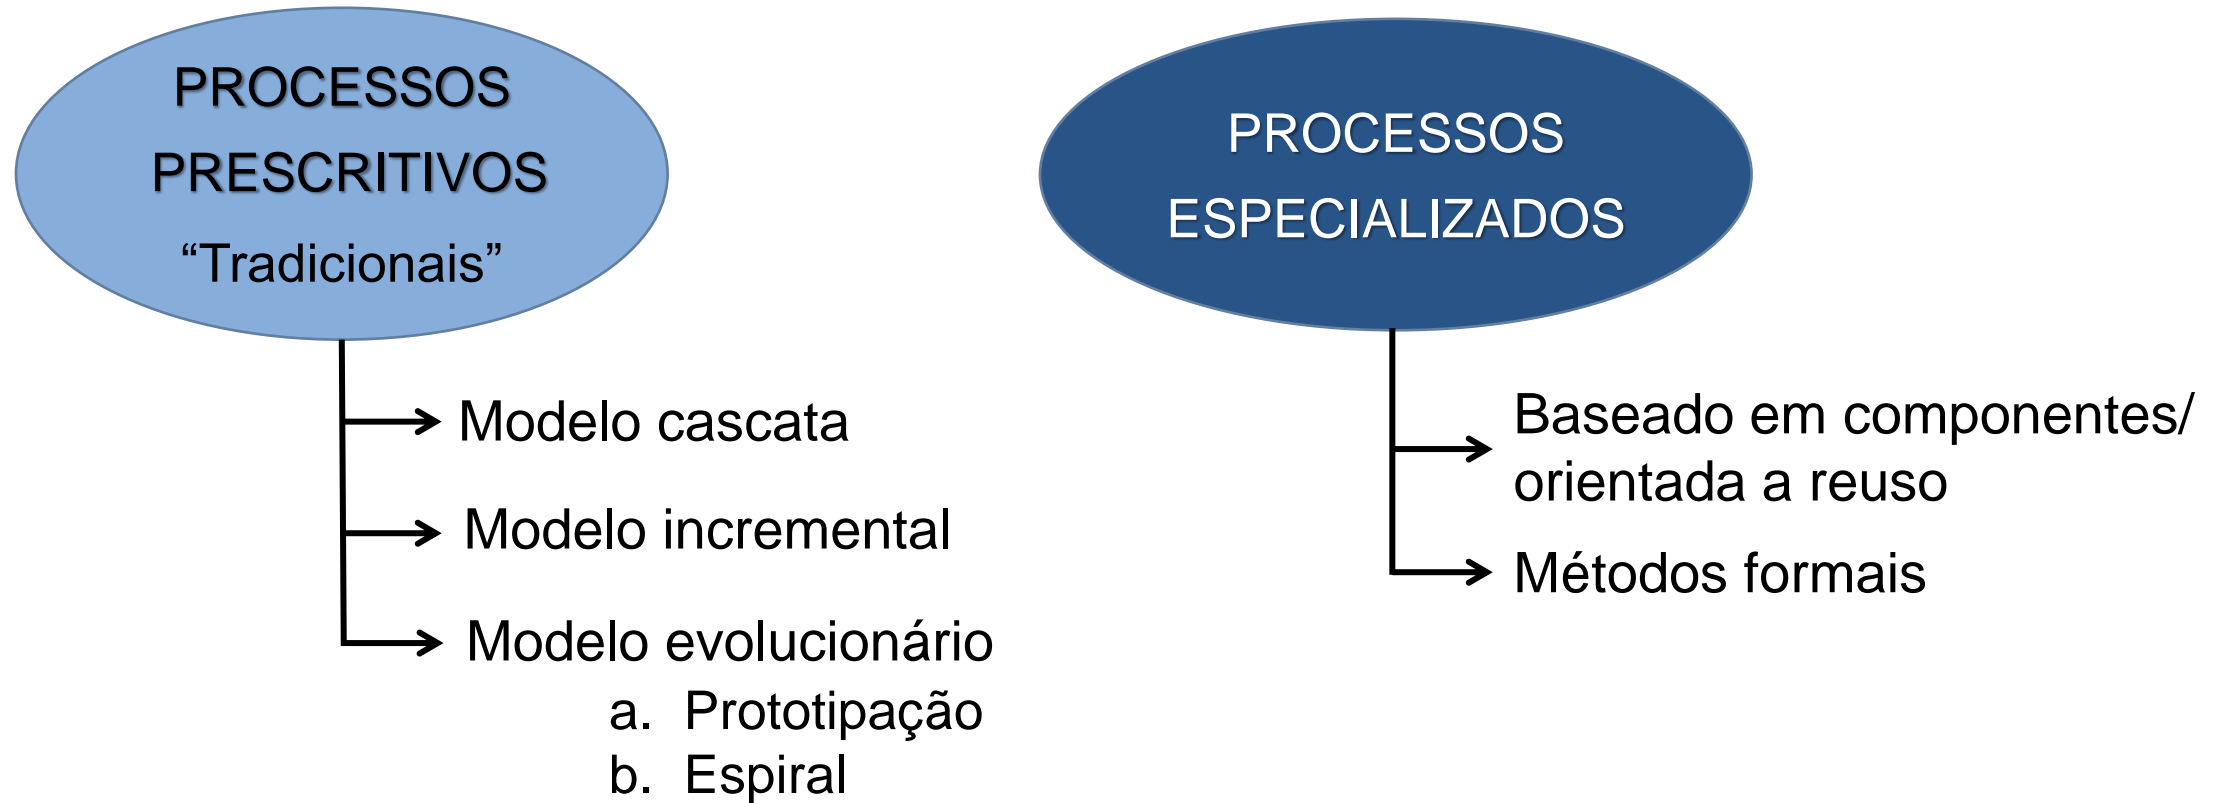 PROCESSOS
PRESCRITIVOS
“Tradicionais”
Modelo cascata
Modelo incremental
Modelo evolucionário
a. Prototipação
b. Espiral
PROCESSOS
ESPECIALIZADOS
Baseado em componentes/
orientada a reuso
Métodos formais